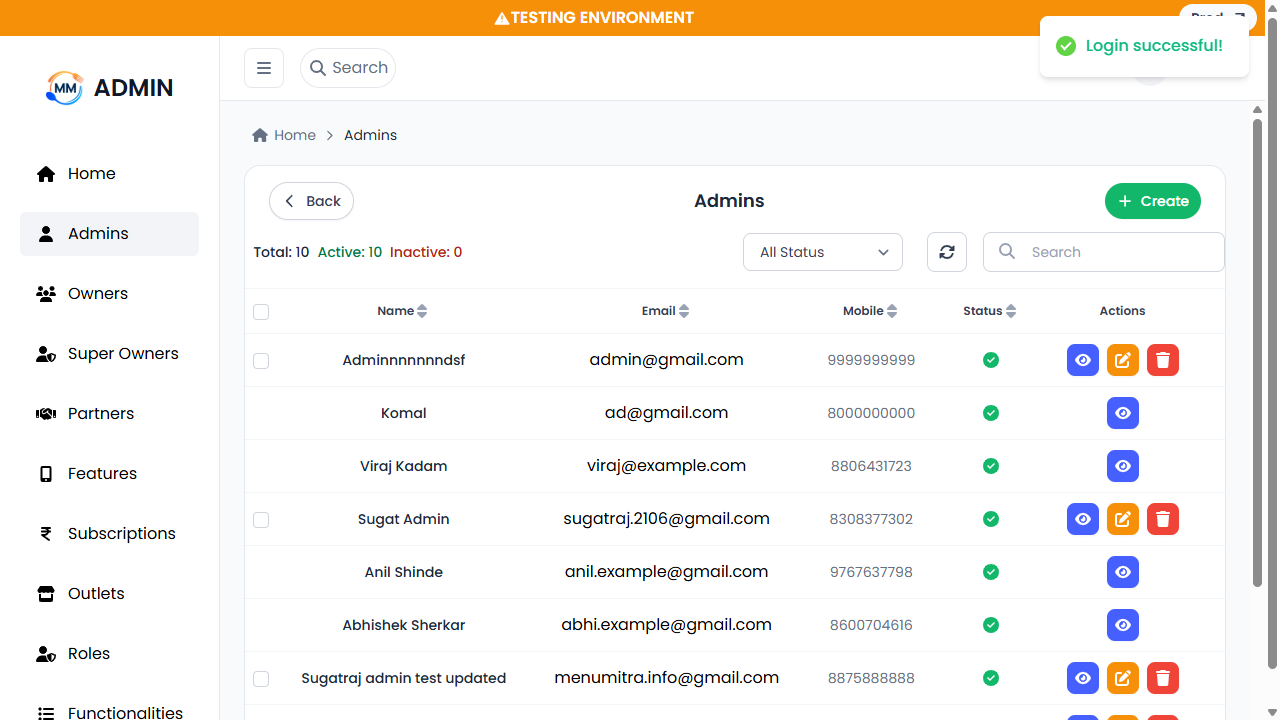 TESTING ENVIRONMENT
Login successful!
MM ADMIN
Search
Home
Admins
Owners
Super Owners
Partners
Features
Subscriptions
Outlets
Roles
Functionalities
Home > Admins
Back
Admins
+ Create
Total: 10 Active: 10 Inactive: 0
All Status
Search
Name Email Mobile Status Actions
Adminnnnnnndsf admin@gmail.com 9999999999
Komal ad@gmail.com 8000000000
Viraj Kadam viraj@example.com 8806431723
Sugat Admin sugatraj.2106@gmail.com 8308377302
Anil Shinde anil.example@gmail.com 9767637798
Abhishek Sherkar abhi.example@gmail.com 8600704616
Sugatraj admin test updated menumitra.info@gmail.com 8875888888